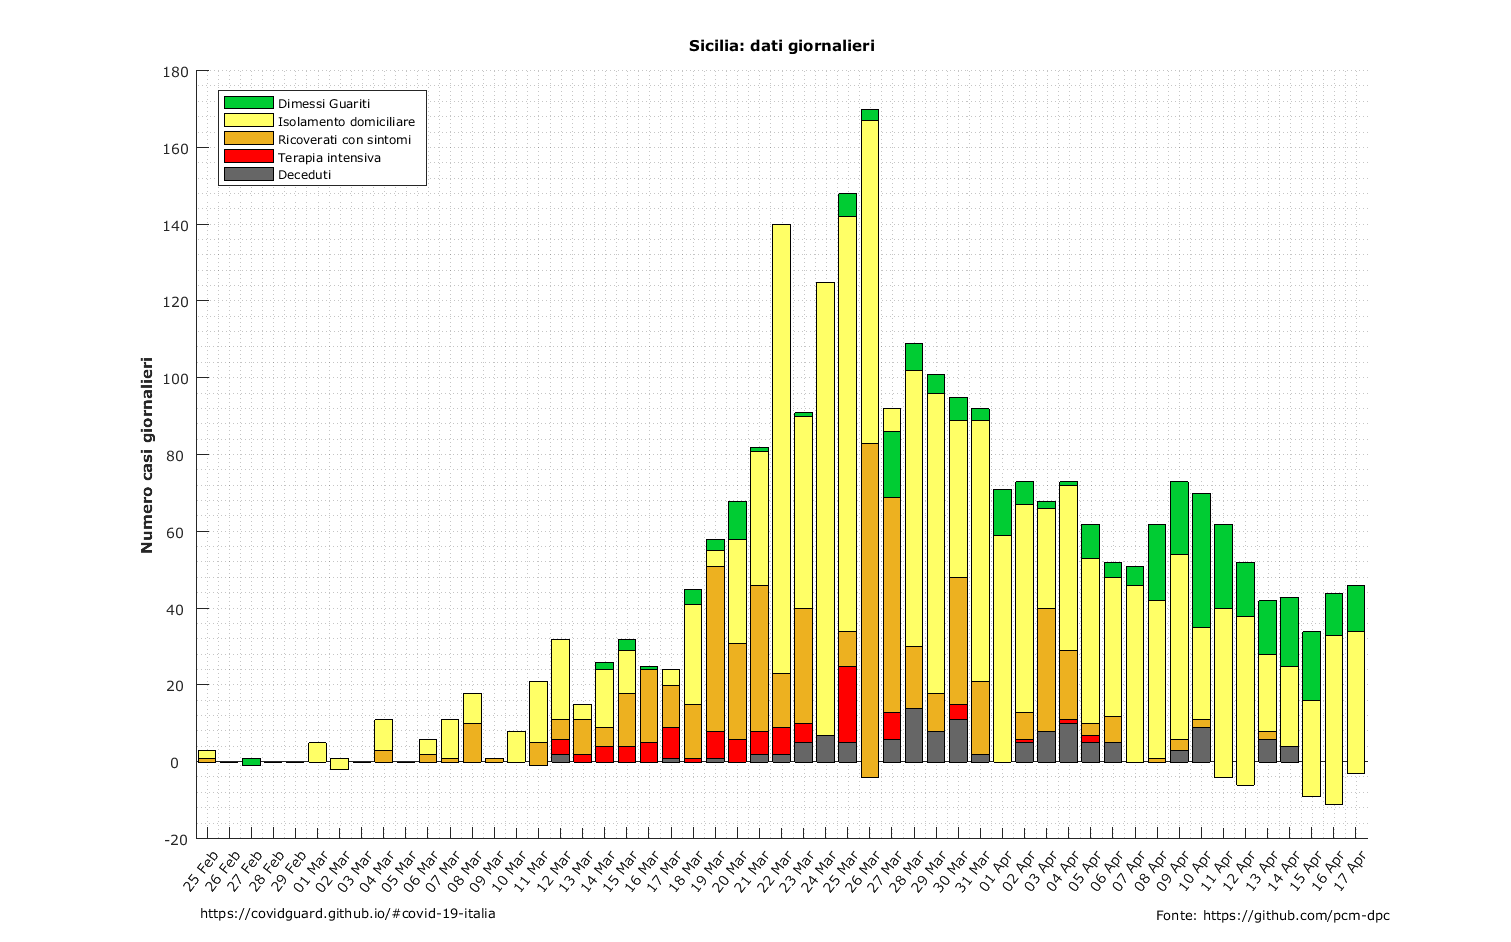 Sicilia: dati giornalieri
Numero casi giornalieri
180
160
140
120
100
80
60
40
20
0
-20
Dimessi Guariti
Isolamento domiciliare
Ricoverati con sintomi
Terapia intensiva
Deceduti
25 Feb
26 Feb
27 Feb
28 Feb
29 Feb
01 Mar
02 Mar
03 Mar
04 Mar
05 Mar
06 Mar
07 Mar
08 Mar
09 Mar
10 Mar
11 Mar
12 Mar
13 Mar
14 Mar
15 Mar
16 Mar
17 Mar
18 Mar
19 Mar
20 Mar
21 Mar
22 Mar
23 Mar
24 Mar
25 Mar
26 Mar
27 Mar
28 Mar
29 Mar
30 Mar
31 Mar
01 Apr
02 Apr
03 Apr
04 Apr
05 Apr
06 Apr
07 Apr
08 Apr
09 Apr
10 Apr
11 Apr
12 Apr
13 Apr
14 Apr
15 Apr
16 Apr
17 Apr
https://covidguard.github.io/#covid-19-italia
Fonte: https://github.com/pcm-dpc